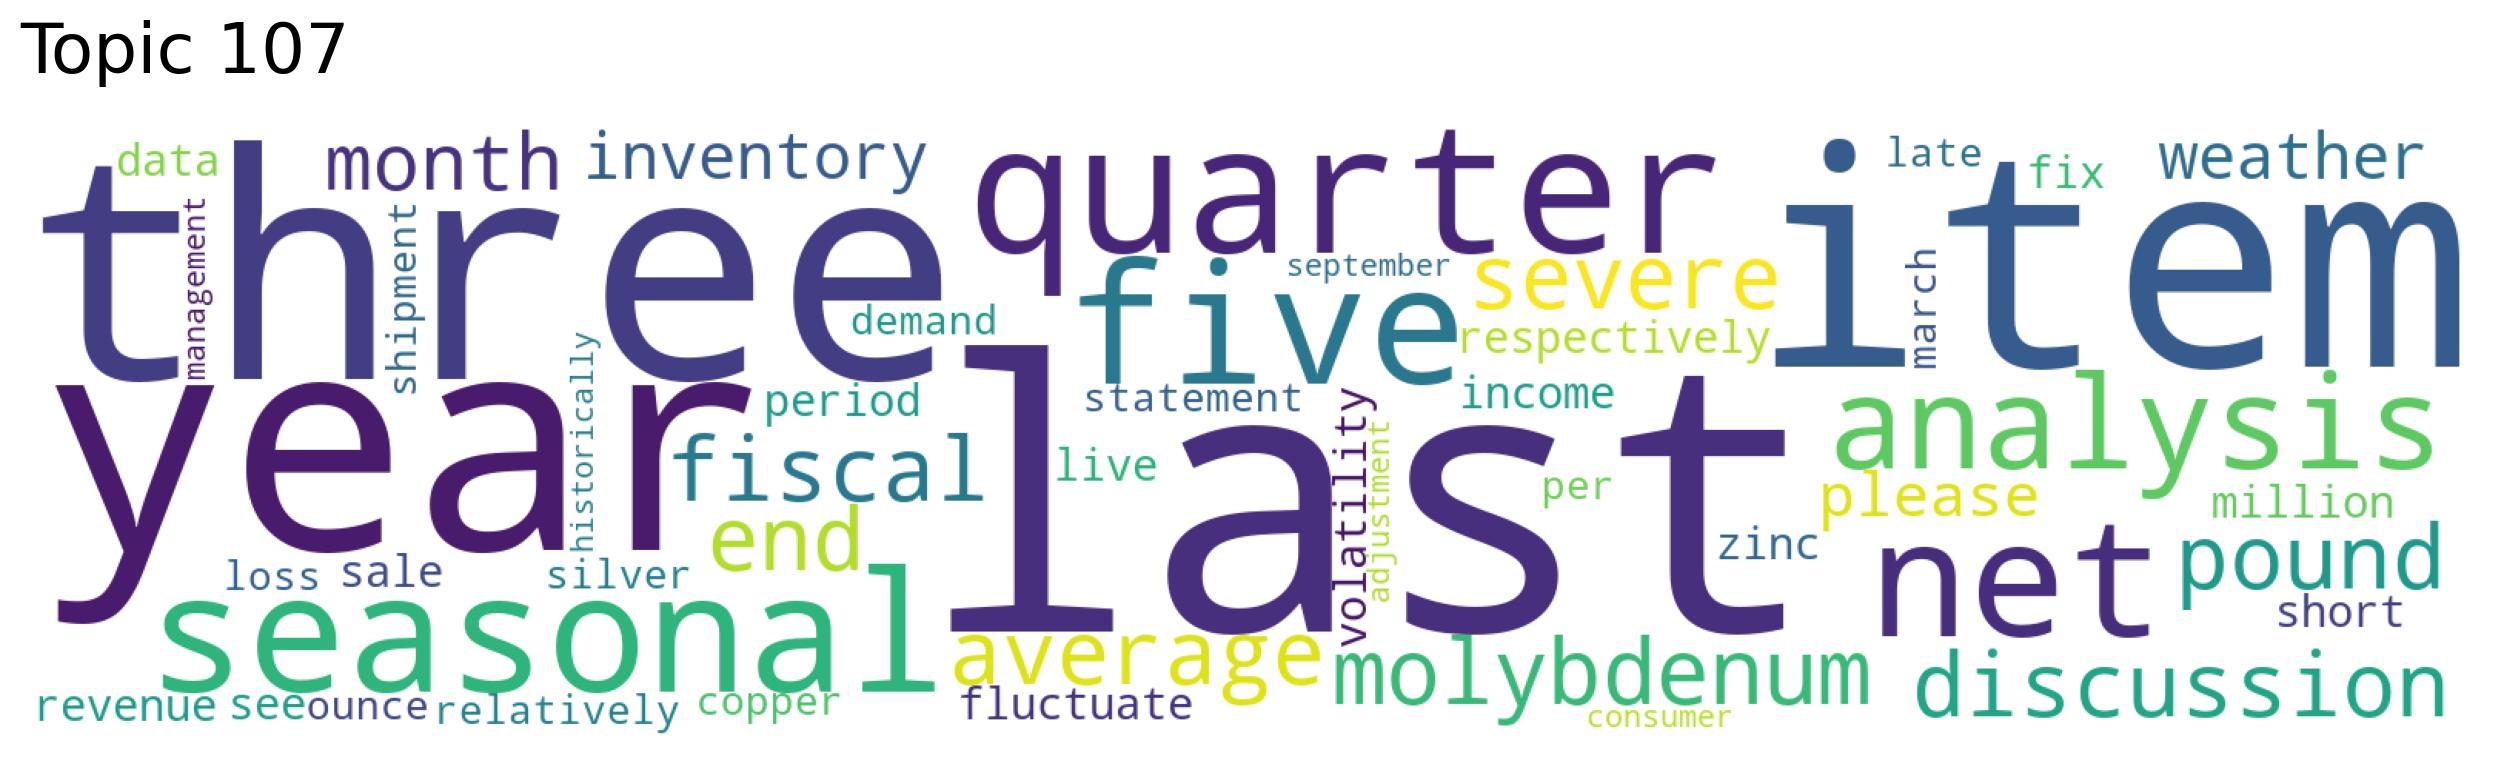 Topic 107
data
month
inventory
quarter
late
fix
weather
three
item
management
shipment
september
severe
march
demand
five
respectively
year
historically
period
statement
income
last
analysis
fiscal
live
volatility
adjustment
per
please
million
end
zinc
net
pound
loss
sale
silver
short
seasonal
average
molybdenum
discussion
revenue
see
ounce
relatively
copper
fluctuate
consumer